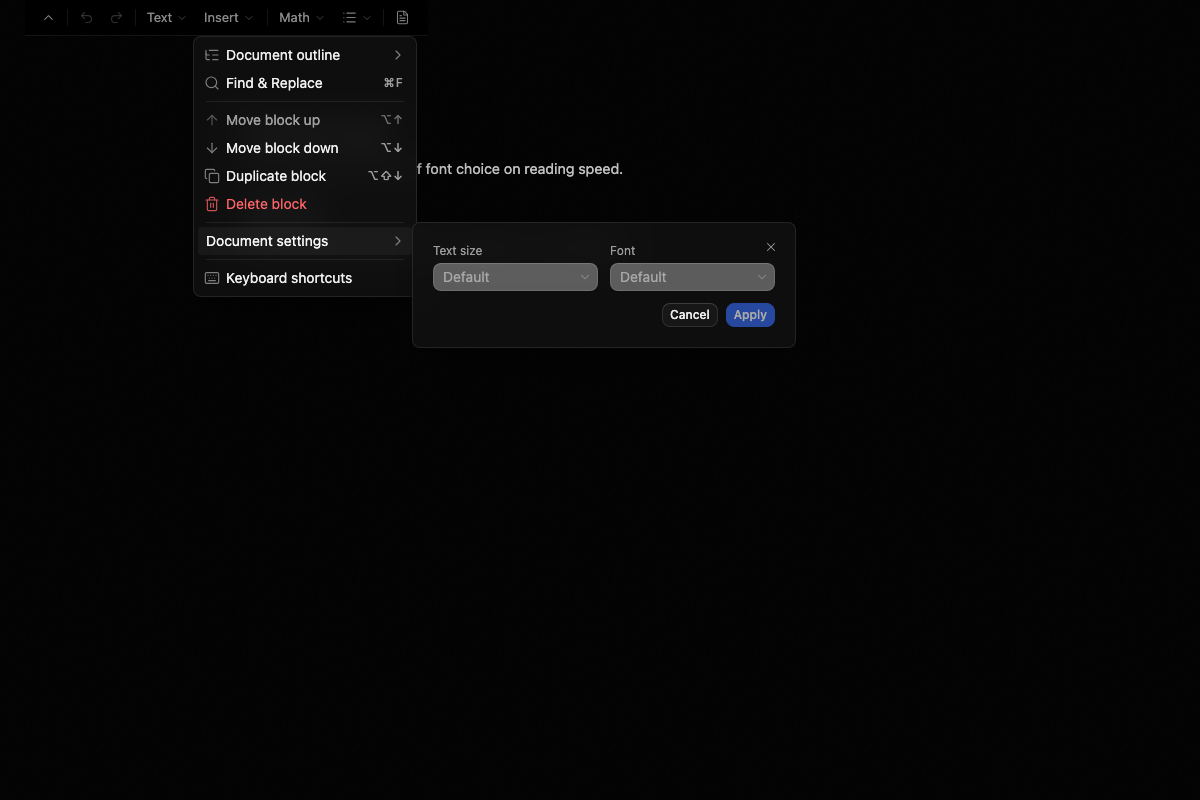 Text Insert Math
Document outline
Find & Replace ⌘F
Move block up ⌥↑
Move block down ⌥↓
f font choice on reading speed.
Duplicate block ⌥⇧↓
Delete block
Document settings
Text size Font
Default Default
Keyboard shortcuts
Cancel Apply